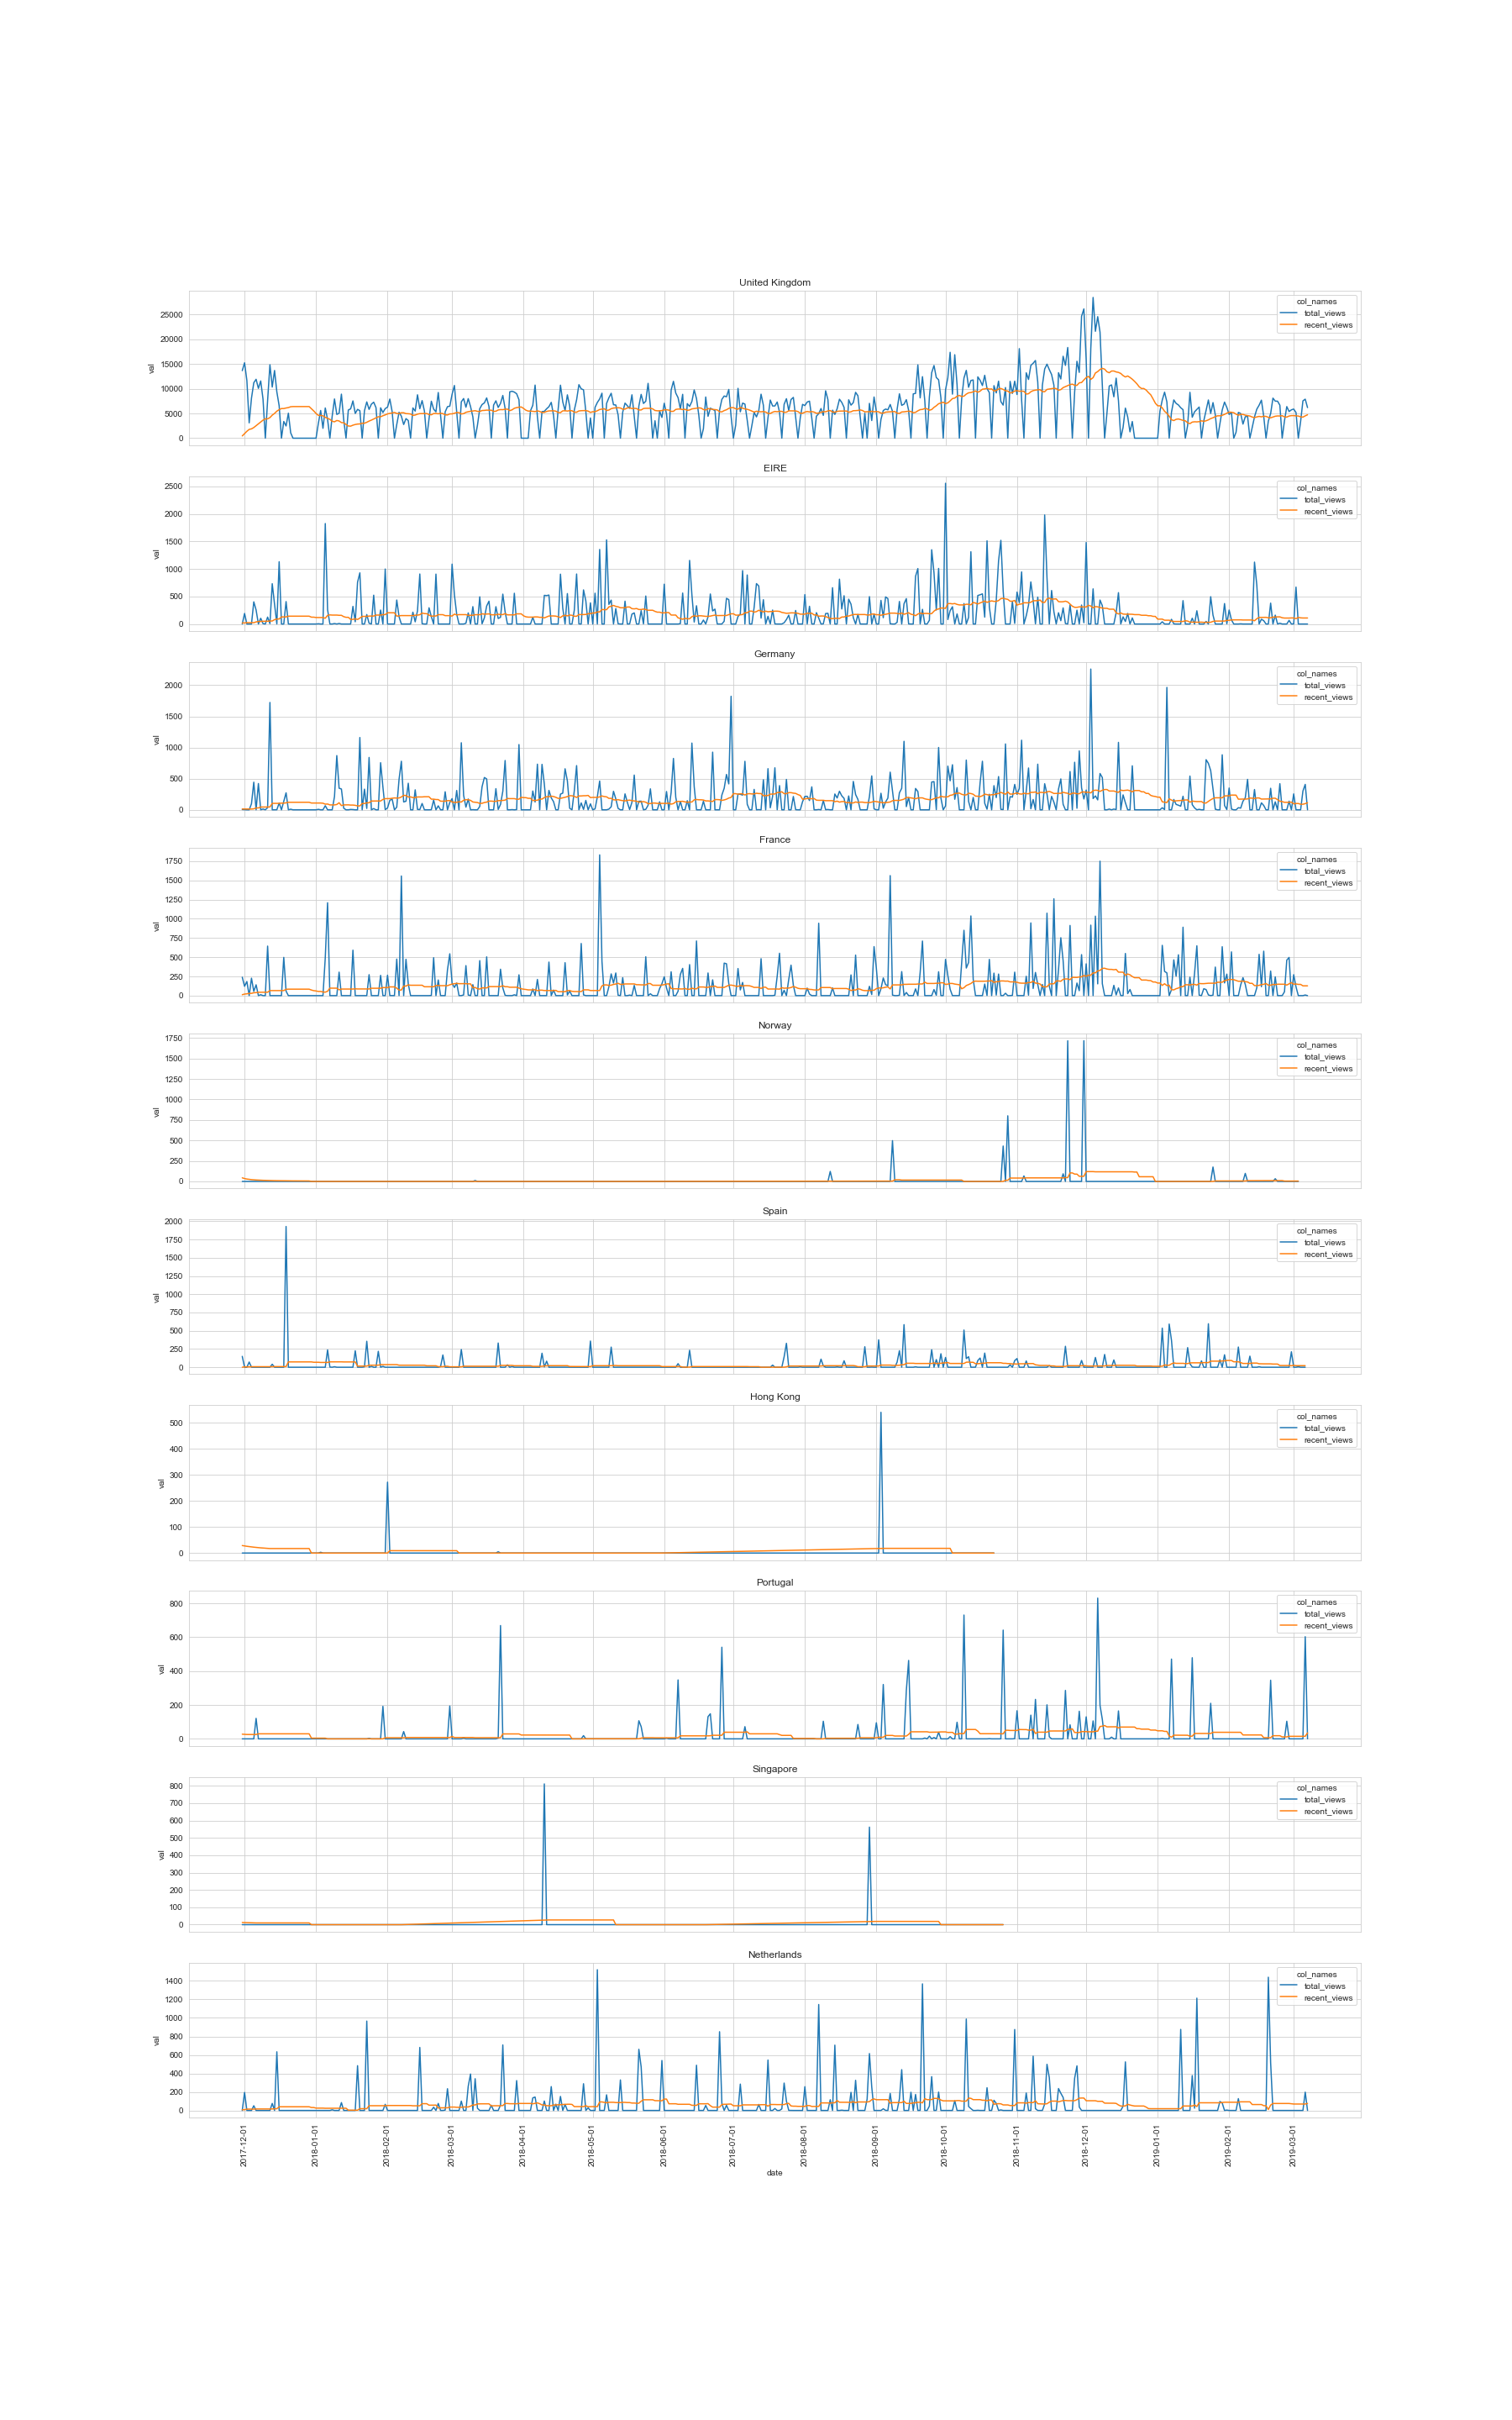 United Kingdom
col_names
total_views
recent_views
25000
20000
15000
10000
5000
0
val
EIRE
col_names
total_views
recent_views
2500
2000
1500
1000
500
0
val
Germany
col_names
total_views
recent_views
2000
1500
1000
500
0
val
France
col_names
total_views
recent_views
1750
1500
1250
1000
750
500
250
0
val
Norway
col_names
total_views
recent_views
1750
1500
1250
1000
750
500
250
0
val
Spain
col_names
total_views
recent_views
2000
1750
1500
1250
1000
750
500
250
0
val
Hong Kong
col_names
total_views
recent_views
500
400
300
200
100
0
val
Portugal
col_names
total_views
recent_views
800
600
400
200
0
val
Singapore
col_names
total_views
recent_views
800
700
600
500
400
300
200
100
0
val
Netherlands
col_names
total_views
recent_views
1400
1200
1000
800
600
400
200
0
val
2017-12-01
2018-01-01
2018-02-01
2018-03-01
2018-04-01
2018-05-01
2018-06-01
2018-07-01
2018-08-01
2018-09-01
2018-10-01
2018-11-01
2018-12-01
2019-01-01
2019-02-01
2019-03-01
date